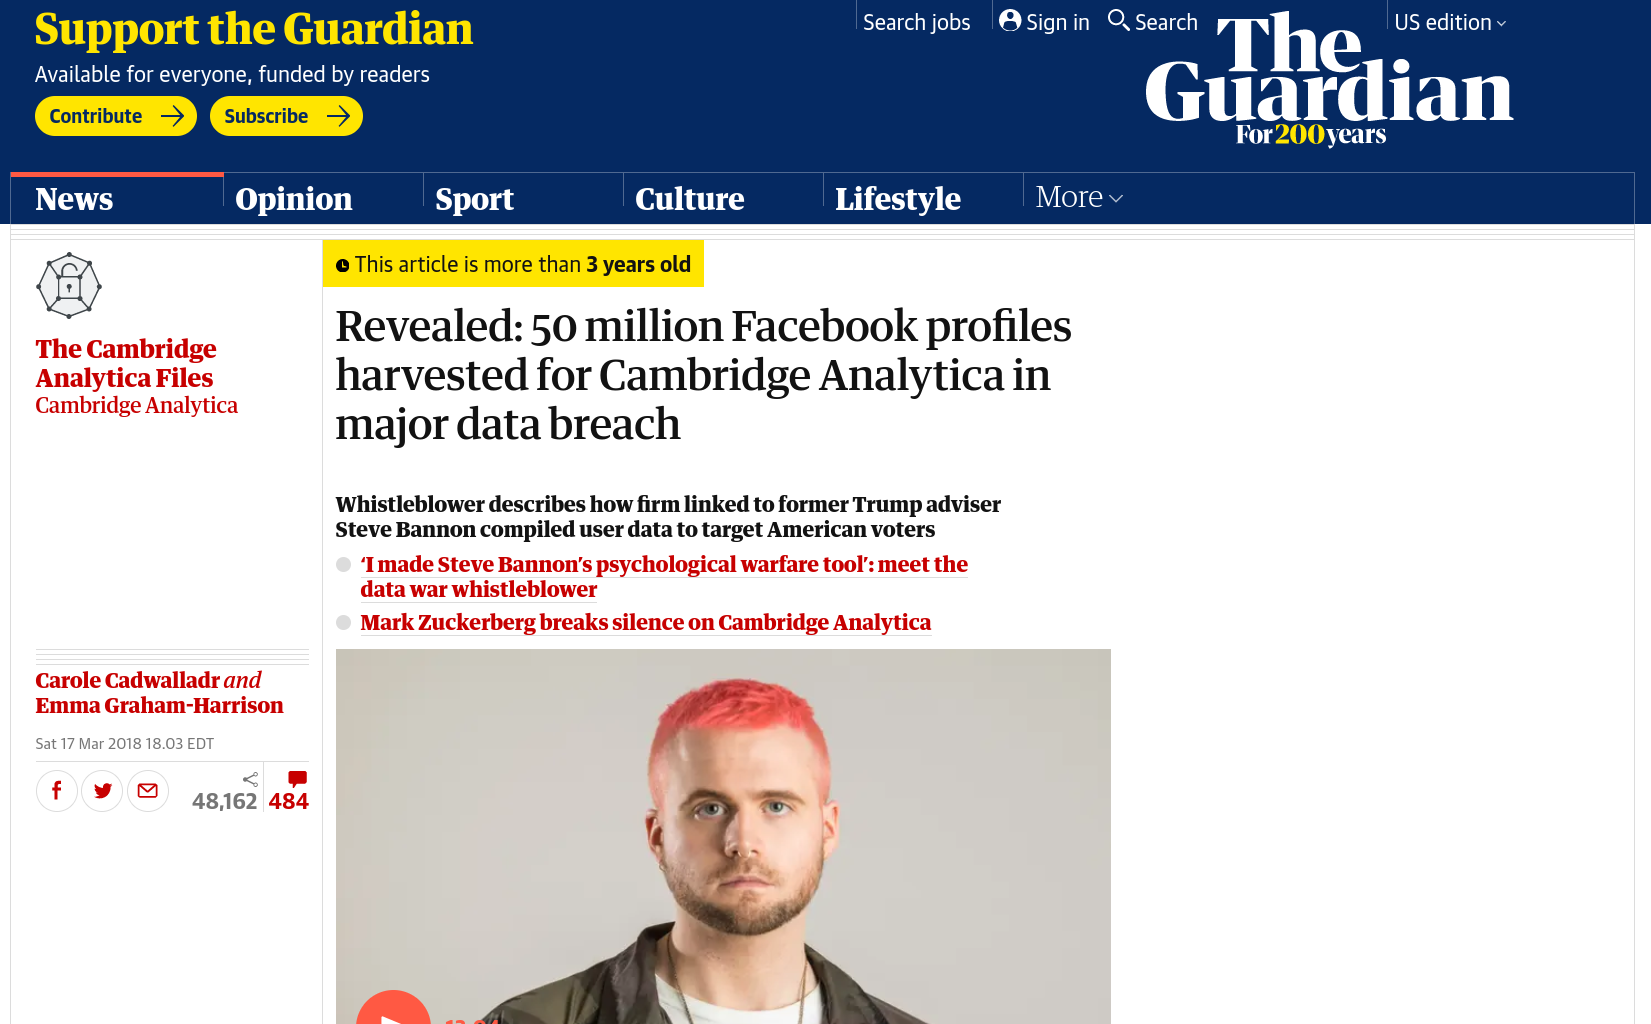 Support the Guardian
Available for everyone, funded by readers
Contribute
Subscribe
Search jobs
Sign in
Search
US edition
The
Guardian
For 200 years
News
Opinion
Sport
Culture
Lifestyle
More
The Cambridge
Analytica Files
Cambridge Analytica
This article is more than 3 years old
Revealed: 50 million Facebook profiles
harvested for Cambridge Analytica in
major data breach
Whistleblower describes how firm linked to former Trump adviser
Steve Bannon compiled user data to target American voters
‘I made Steve Bannon’s psychological warfare tool’: meet the
data war whistleblower
Mark Zuckerberg breaks silence on Cambridge Analytica
Carole Cadwalladr and
Emma Graham-Harrison
Sat 17 Mar 2018 18.03 EDT
48,162
484